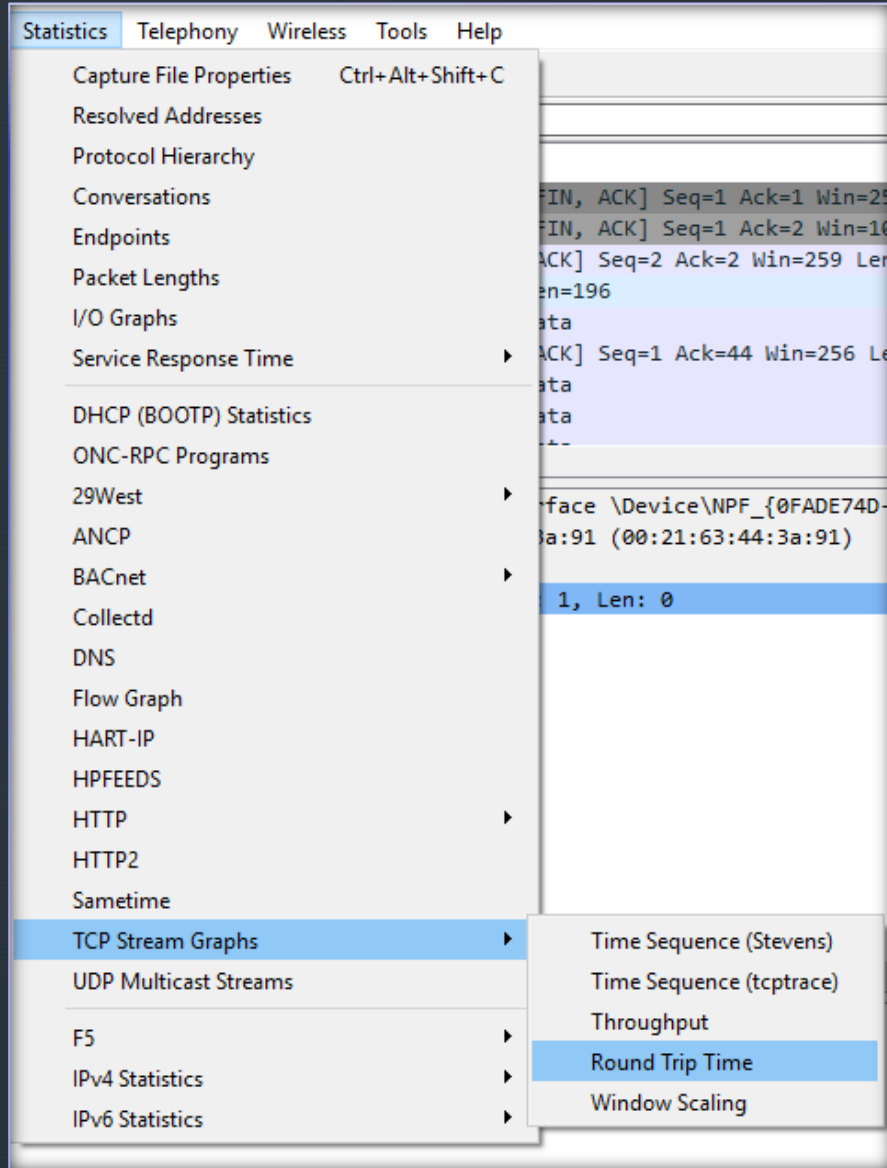 Statistics Telephony Wireless Tools Help
Capture File Properties Ctrl+Alt+Shift+C
Resolved Addresses
Protocol Hierarchy
Conversations
Endpoints
Packet Lengths
I/O Graphs
Service Response Time
DHCP (BOOTP) Statistics
ONC-RPC Programs
29West
ANCP
BACnet
Collectd
DNS
Flow Graph
HART-IP
HPFEEDS
HTTP
HTTP2
Sametime
TCP Stream Graphs
UDP Multicast Streams
F5
IPv4 Statistics
IPv6 Statistics
Time Sequence (Stevens)
Time Sequence (tcptrace)
Throughput
Round Trip Time
Window Scaling
FIN, ACK] Seq=1 Ack=1 Win=25
FIN, ACK] Seq=1 Ack=2 Win=10
ACK] Seq=2 Ack=2 Win=259 Len
en=196
ata
ACK] Seq=1 Ack=44 Win=256 Le
ata
ata
rface \Device\NPF_{0FADE74D-
3a:91 (00:21:63:44:3a:91)
: 1, Len: 0